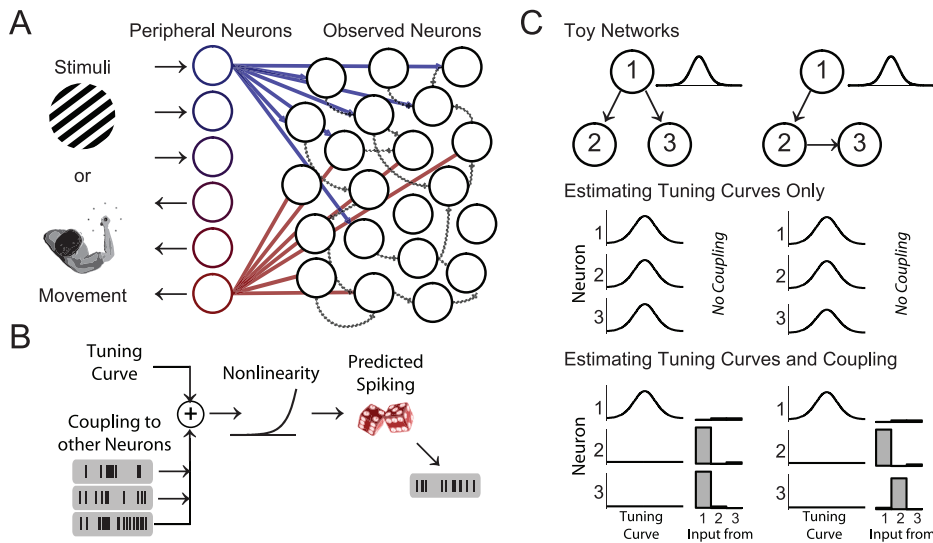 A
Peripheral Neurons
Observed Neurons
Stimuli
or
Movement
B
Tuning
Curve
Coupling to
other Neurons
+
Nonlinearity
Predicted
Spiking
C
Toy Networks
1
2
3
1
2
3
Estimating Tuning Curves Only
Neuron
1
2
3
No Coupling
1
2
3
No Coupling
Estimating Tuning Curves and Coupling
Neuron
1
2
3
Tuning
Curve
1 2 3
Input from
1
2
3
Tuning
Curve
1 2 3
Input from